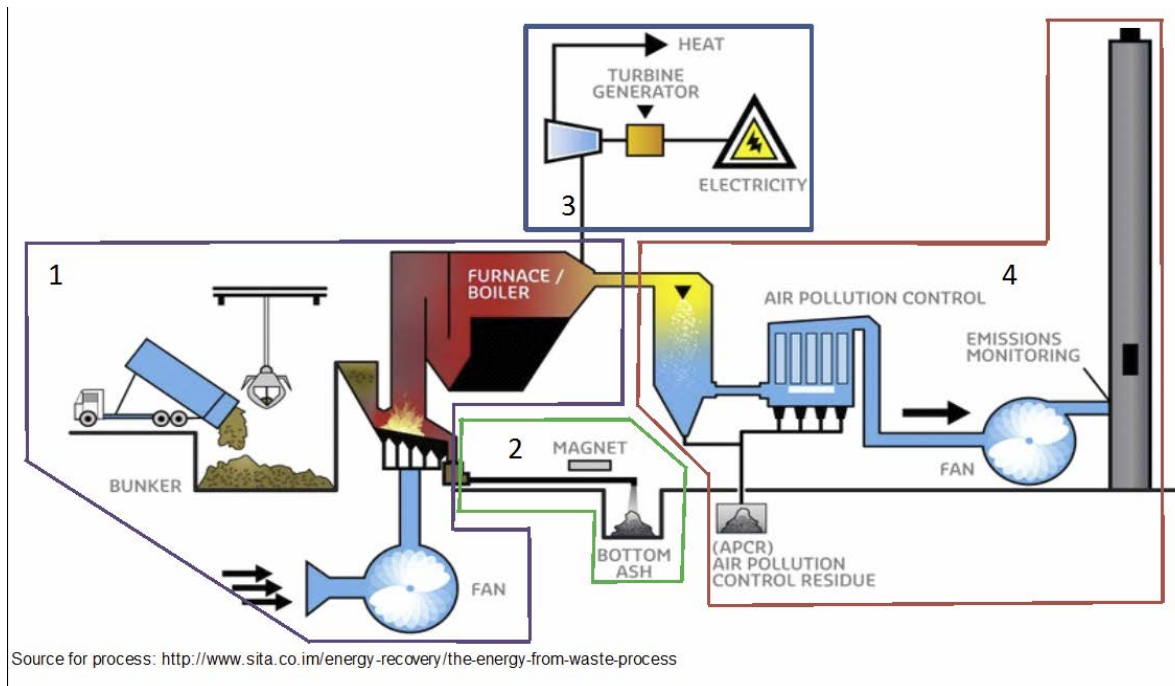 HEAT
TURBINE
GENERATOR
ELECTRICITY
3
1
FURNACE /
BOILER
4
AIR POLLUTION CONTROL
EMISSIONS
MONITORING
2
MAGNET
BUNKER
FAN
BOTTOM
ASH
(APCR)
AIR POLLUTION
CONTROL RESIDUE
FAN
Source for process: http://www.sita.co.im/energy-recovery/the-energy-from-waste-process